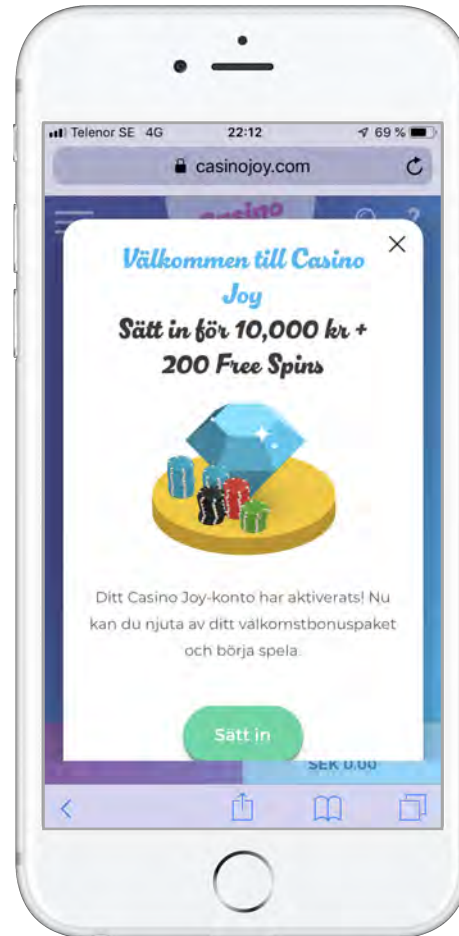 Telenor SE 4G 22:12 69 %
casinojoy.com
Casino ?
Välkommen till Casino
Joy
Sätt in för 10,000 kr +
200 Free Spins
Ditt Casino Joy-konto har aktiverats! Nu
kan du njuta av ditt välkomstbonuspaket
och börja spela.
Sätt in
SEK 0.00